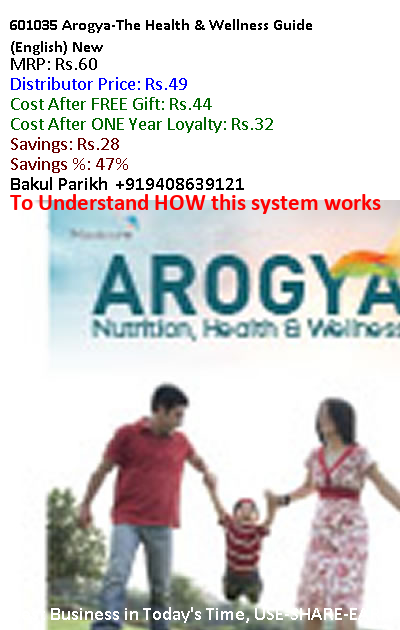 601035 Arogya-The Health & Wellness Guide
(English) New
MRP: Rs.60
Distributor Price: Rs.49
Cost After FREE Gift: Rs.44
Cost After ONE Year Loyalty: Rs.32
Savings: Rs.28
Savings %: 47%
Bakul Parikh +919408639121
To Understand HOW this system works
AROGYA
Nutrition, Health & Wellness
Business in Today's Time, USE-SHARE-E